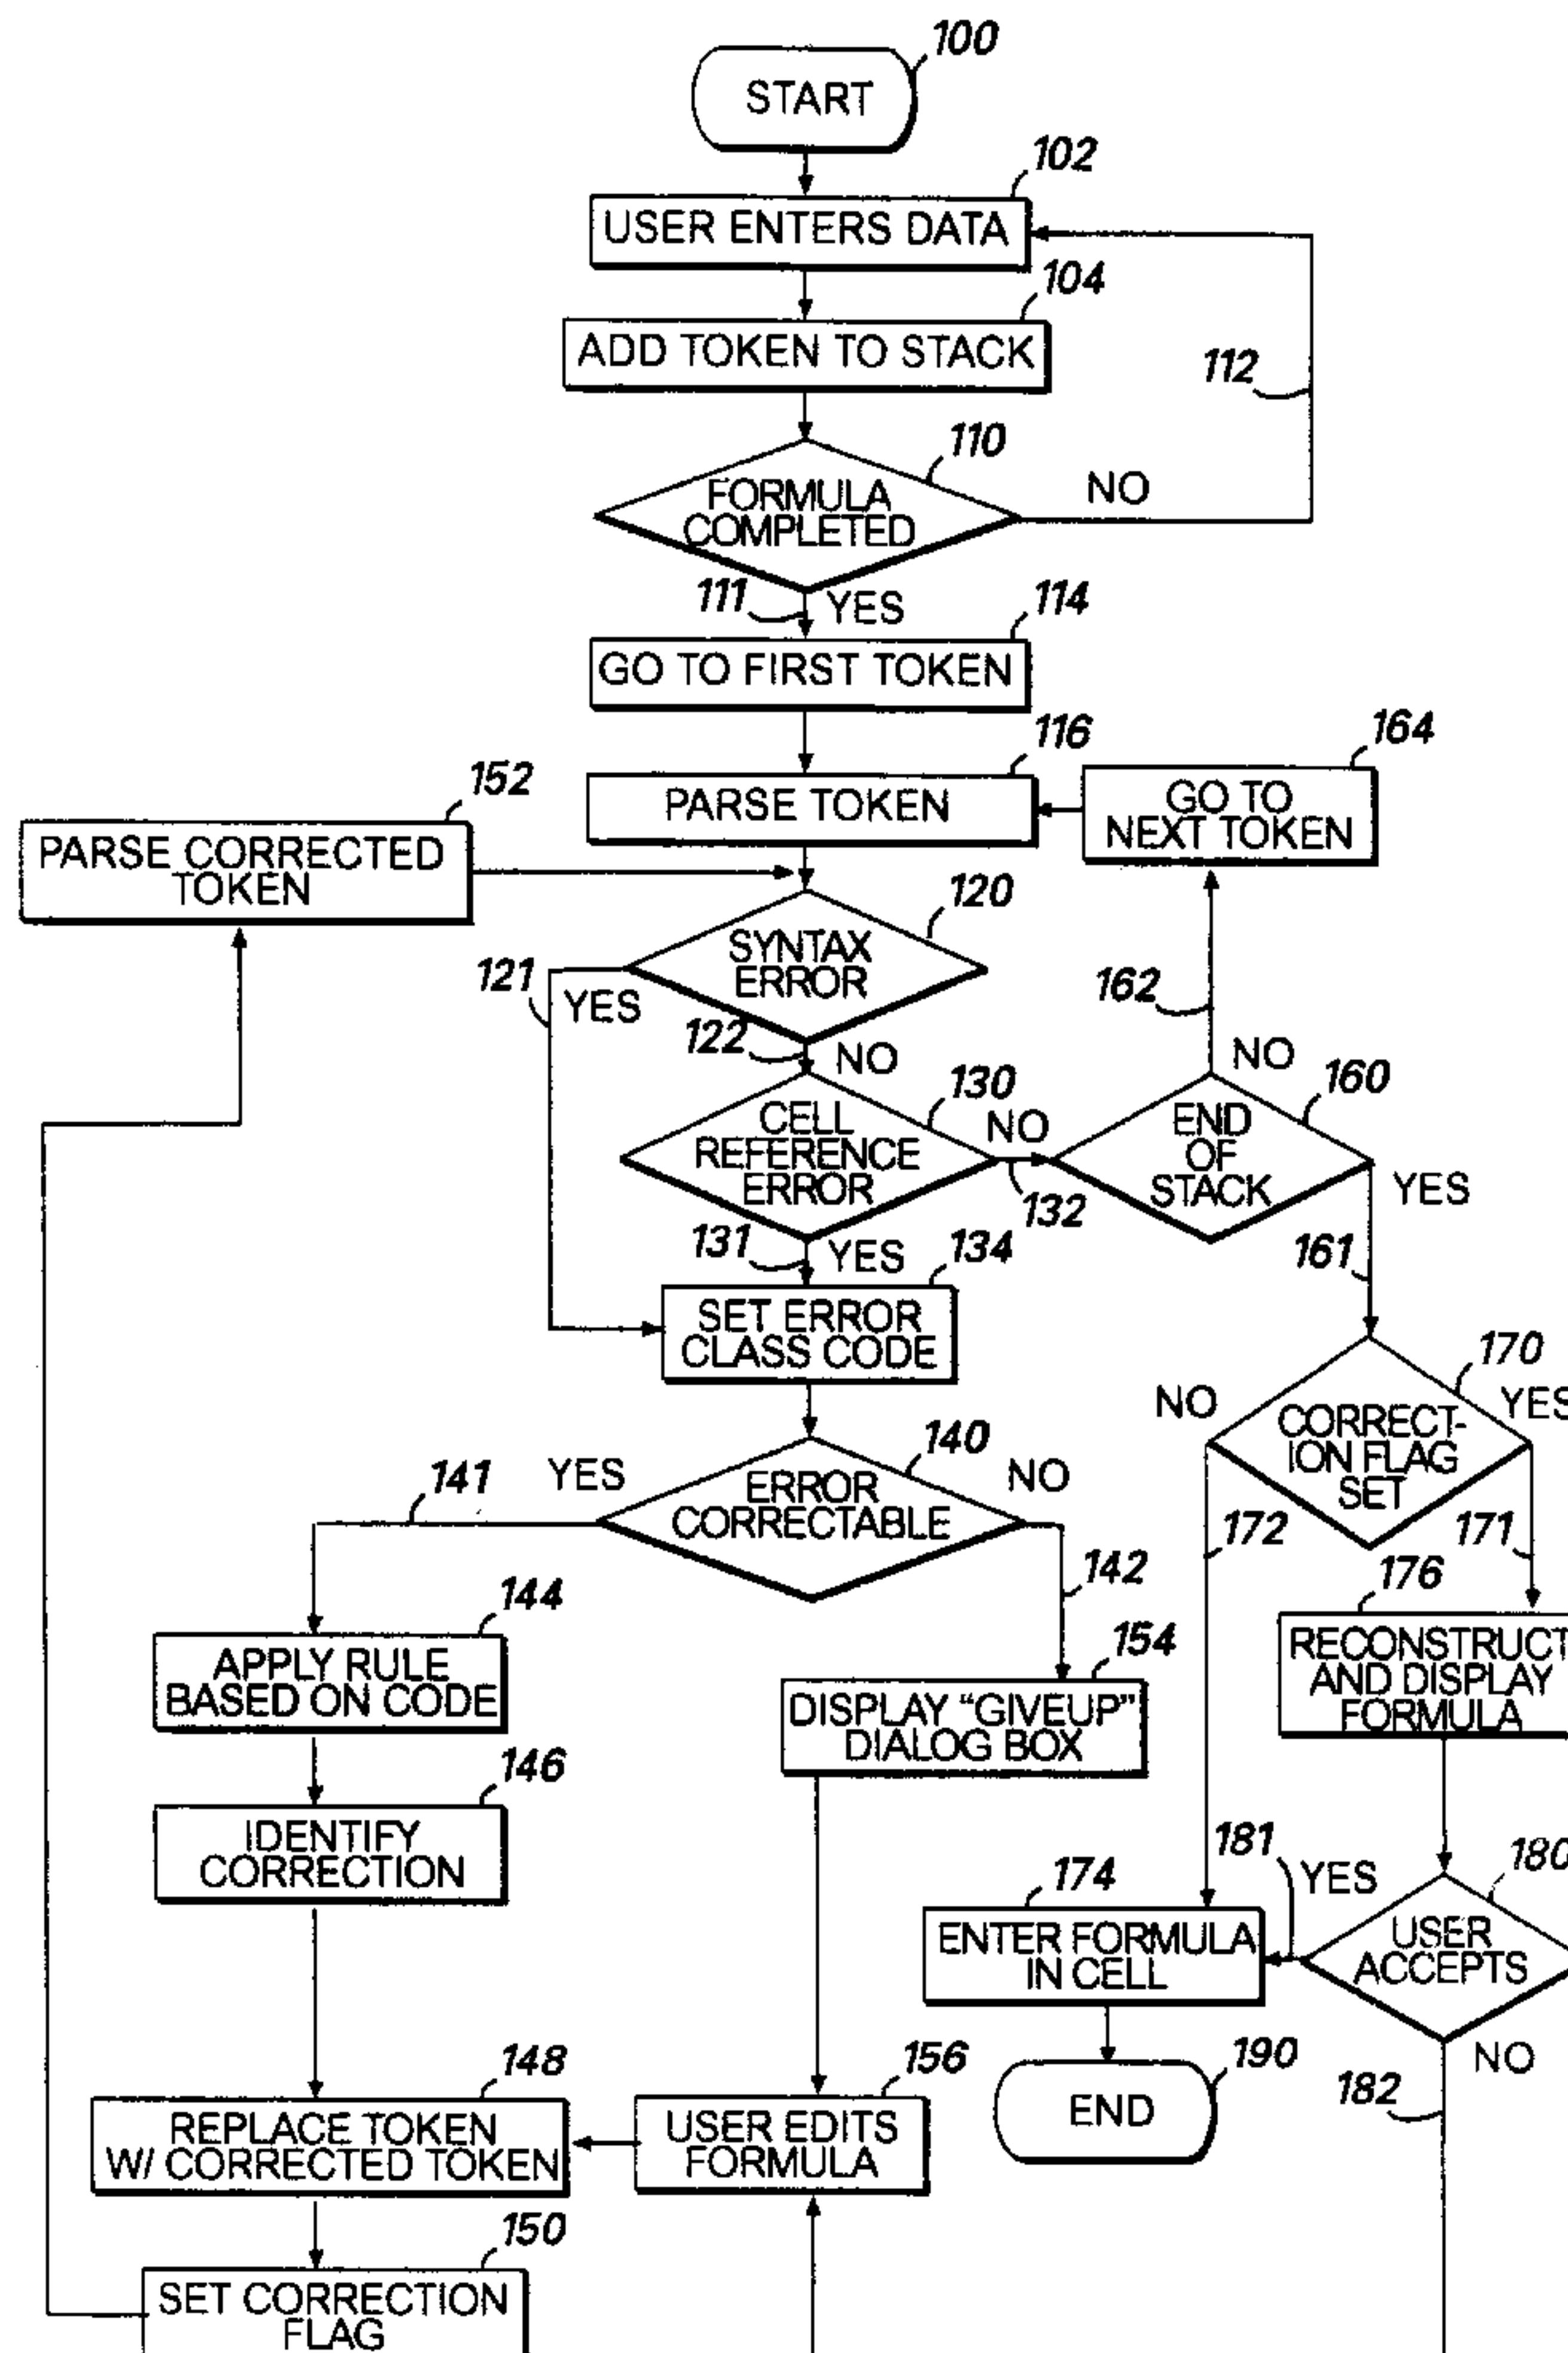 100
START
102
USER ENTERS DATA
104
ADD TOKEN TO STACK
112
110
FORMULA
COMPLETED
NO
111
YES
114
GO TO FIRST TOKEN
116
PARSE TOKEN
164
GO TO
NEXT TOKEN
152
PARSE CORRECTED
TOKEN
120
SYNTAX
ERROR
121
YES
122
NO
162
NO
130
CELL
REFERENCE
ERROR
NO
132
160
END
OF
STACK
YES
161
131
YES
134
SET ERROR
CLASS CODE
170
NO
YES
CORRECT-
ION FLAG
SET
172
171
140
YES
NO
141
ERROR
CORRECTABLE
142
144
APPLY RULE
BASED ON CODE
154
DISPLAY "GIVEUP"
DIALOG BOX
176
RECONSTRUCT
AND DISPLAY
FORMULA
146
IDENTIFY
CORRECTION
181
YES
180
USER
ACCEPTS
174
ENTER FORMULA
IN CELL
NO
182
190
END
148
REPLACE TOKEN
W/ CORRECTED TOKEN
156
USER EDITS
FORMULA
150
SET CORRECTION
FLAG